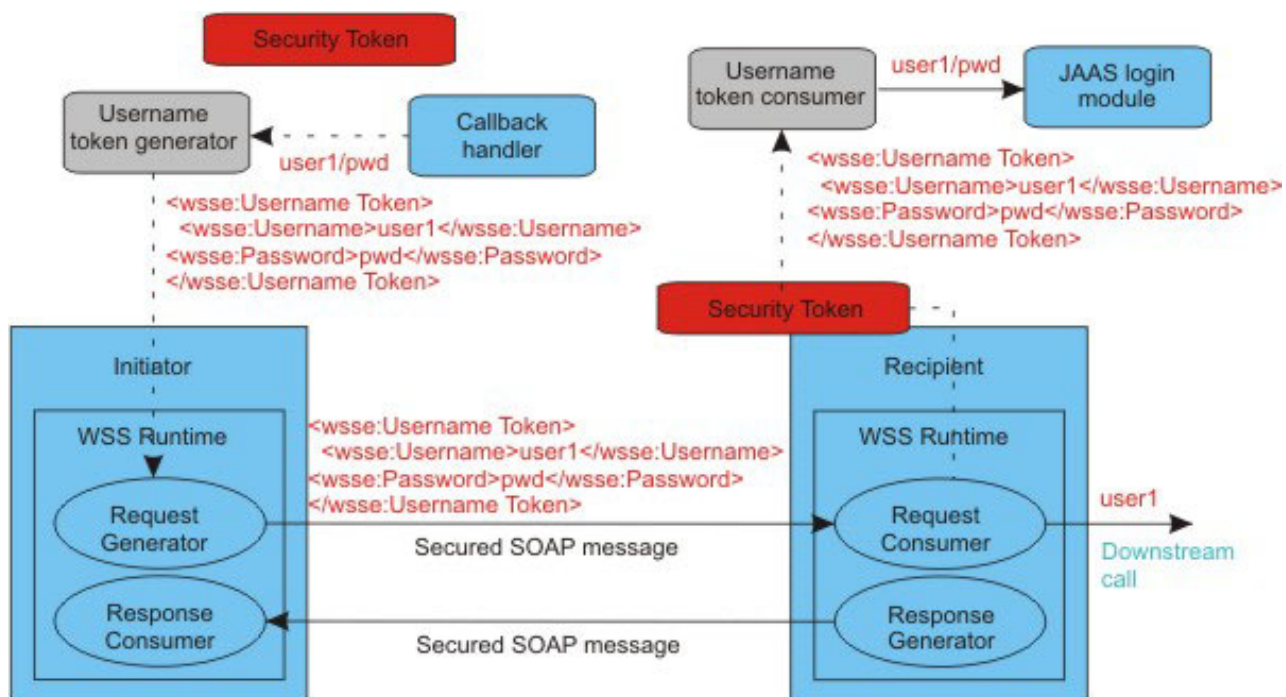 Security Token
Username
token generator
Callback
handler
user1/pwd
<wsse:Username Token>
<wsse:Username>user1</wsse:Username>
<wsse:Password>pwd</wsse:Password>
</wsse:Username Token>
Username
token consumer
user1/pwd
JAAS login
module
<wsse:Username Token>
<wsse:Username>user1</wsse:Username>
<wsse:Password>pwd</wsse:Password>
</wsse:Username Token>
Security Token
Initiator
WSS Runtime
Request
Generator
Response
Consumer
<wsse:Username Token>
<wsse:Username>user1</wsse:Username>
<wsse:Password>pwd</wsse:Password>
</wsse:Username Token>
Secured SOAP message
Secured SOAP message
Recipient
WSS Runtime
Request
Consumer
Response
Generator
user1
Downstream
call